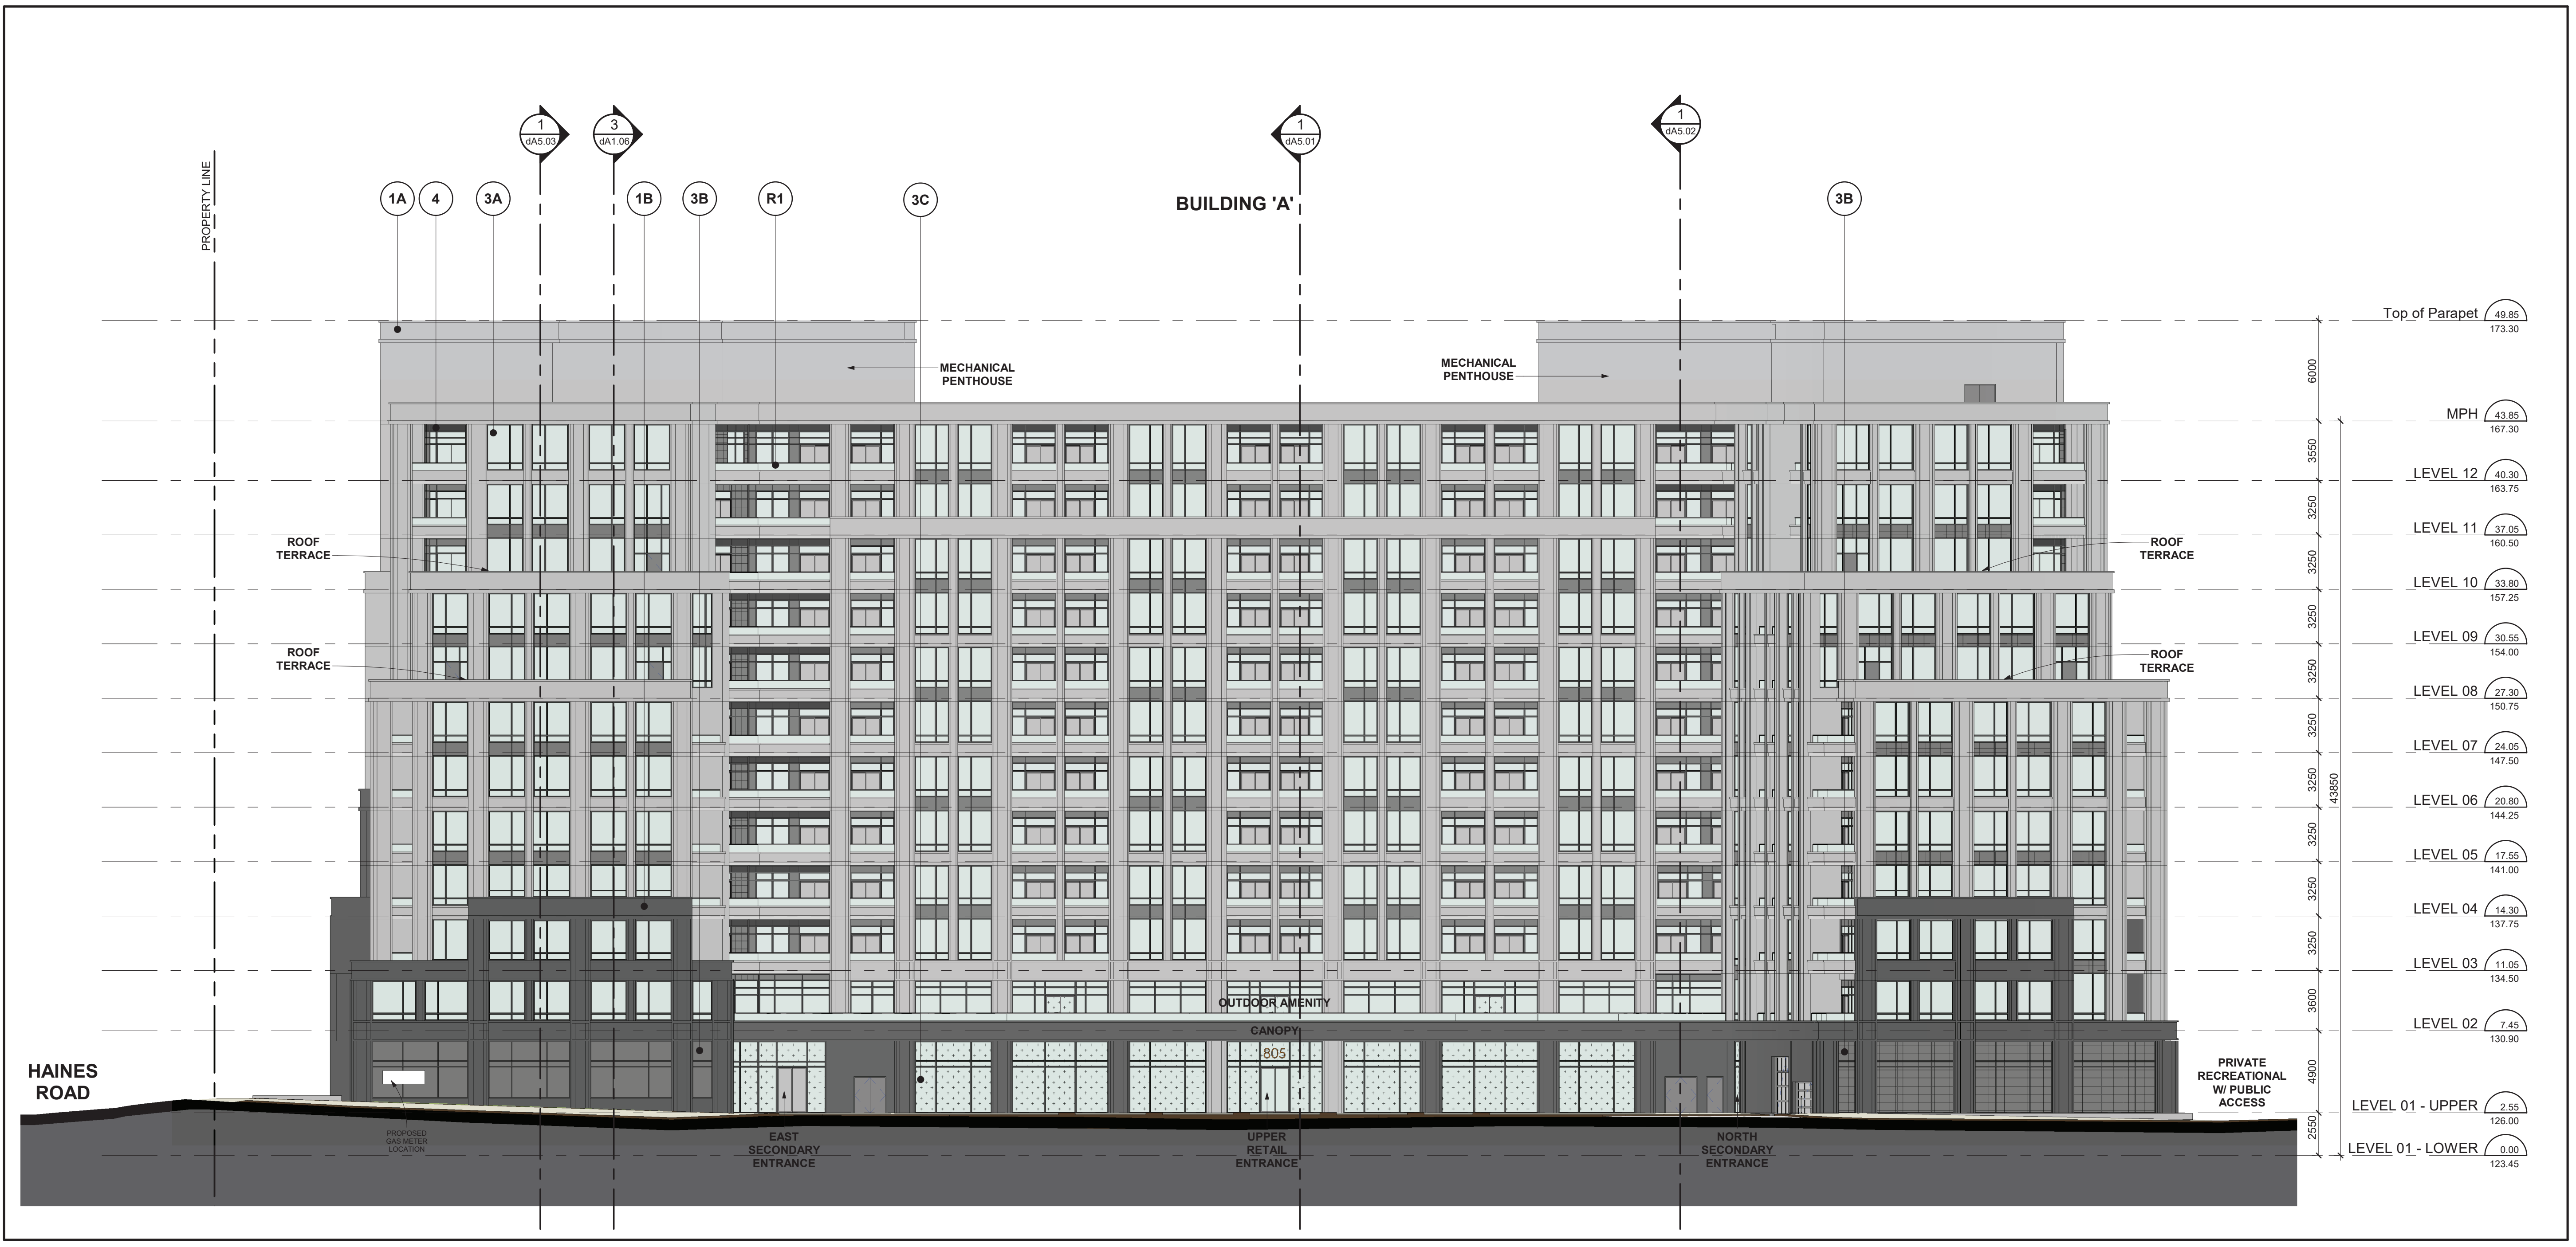 1
dA5.03
3
dA1.06
1
dA5.01
1
dA5.02
PROPERTY LINE
1A
4
3A
1B
3B
R1
3C
BUILDING 'A'
3B
Top of Parapet 49.85
173.30
MECHANICAL
PENTHOUSE
MECHANICAL
PENTHOUSE
6000
MPH 43.85
167.30
3550
LEVEL 12 40.30
163.75
3250
LEVEL 11 37.05
160.50
ROOF
TERRACE
ROOF
TERRACE
3250
LEVEL 10 33.80
157.25
3250
LEVEL 09 30.55
154.00
ROOF
TERRACE
ROOF
TERRACE
3250
LEVEL 08 27.30
150.75
3250
LEVEL 07 24.05
147.50
3250
43850
LEVEL 06 20.80
144.25
3250
LEVEL 05 17.55
141.00
3250
LEVEL 04 14.30
137.75
3250
LEVEL 03 11.05
134.50
3600
OUTDOOR AMENITY
LEVEL 02 7.45
130.90
CANOPY
805
4900
HAINES
ROAD
PRIVATE
RECREATIONAL
W/ PUBLIC
ACCESS
LEVEL 01 - UPPER 2.55
126.00
2550
PROPOSED
GAS METER
LOCATION
EAST
SECONDARY
ENTRANCE
UPPER
RETAIL
ENTRANCE
NORTH
SECONDARY
ENTRANCE
LEVEL 01 - LOWER 0.00
123.45